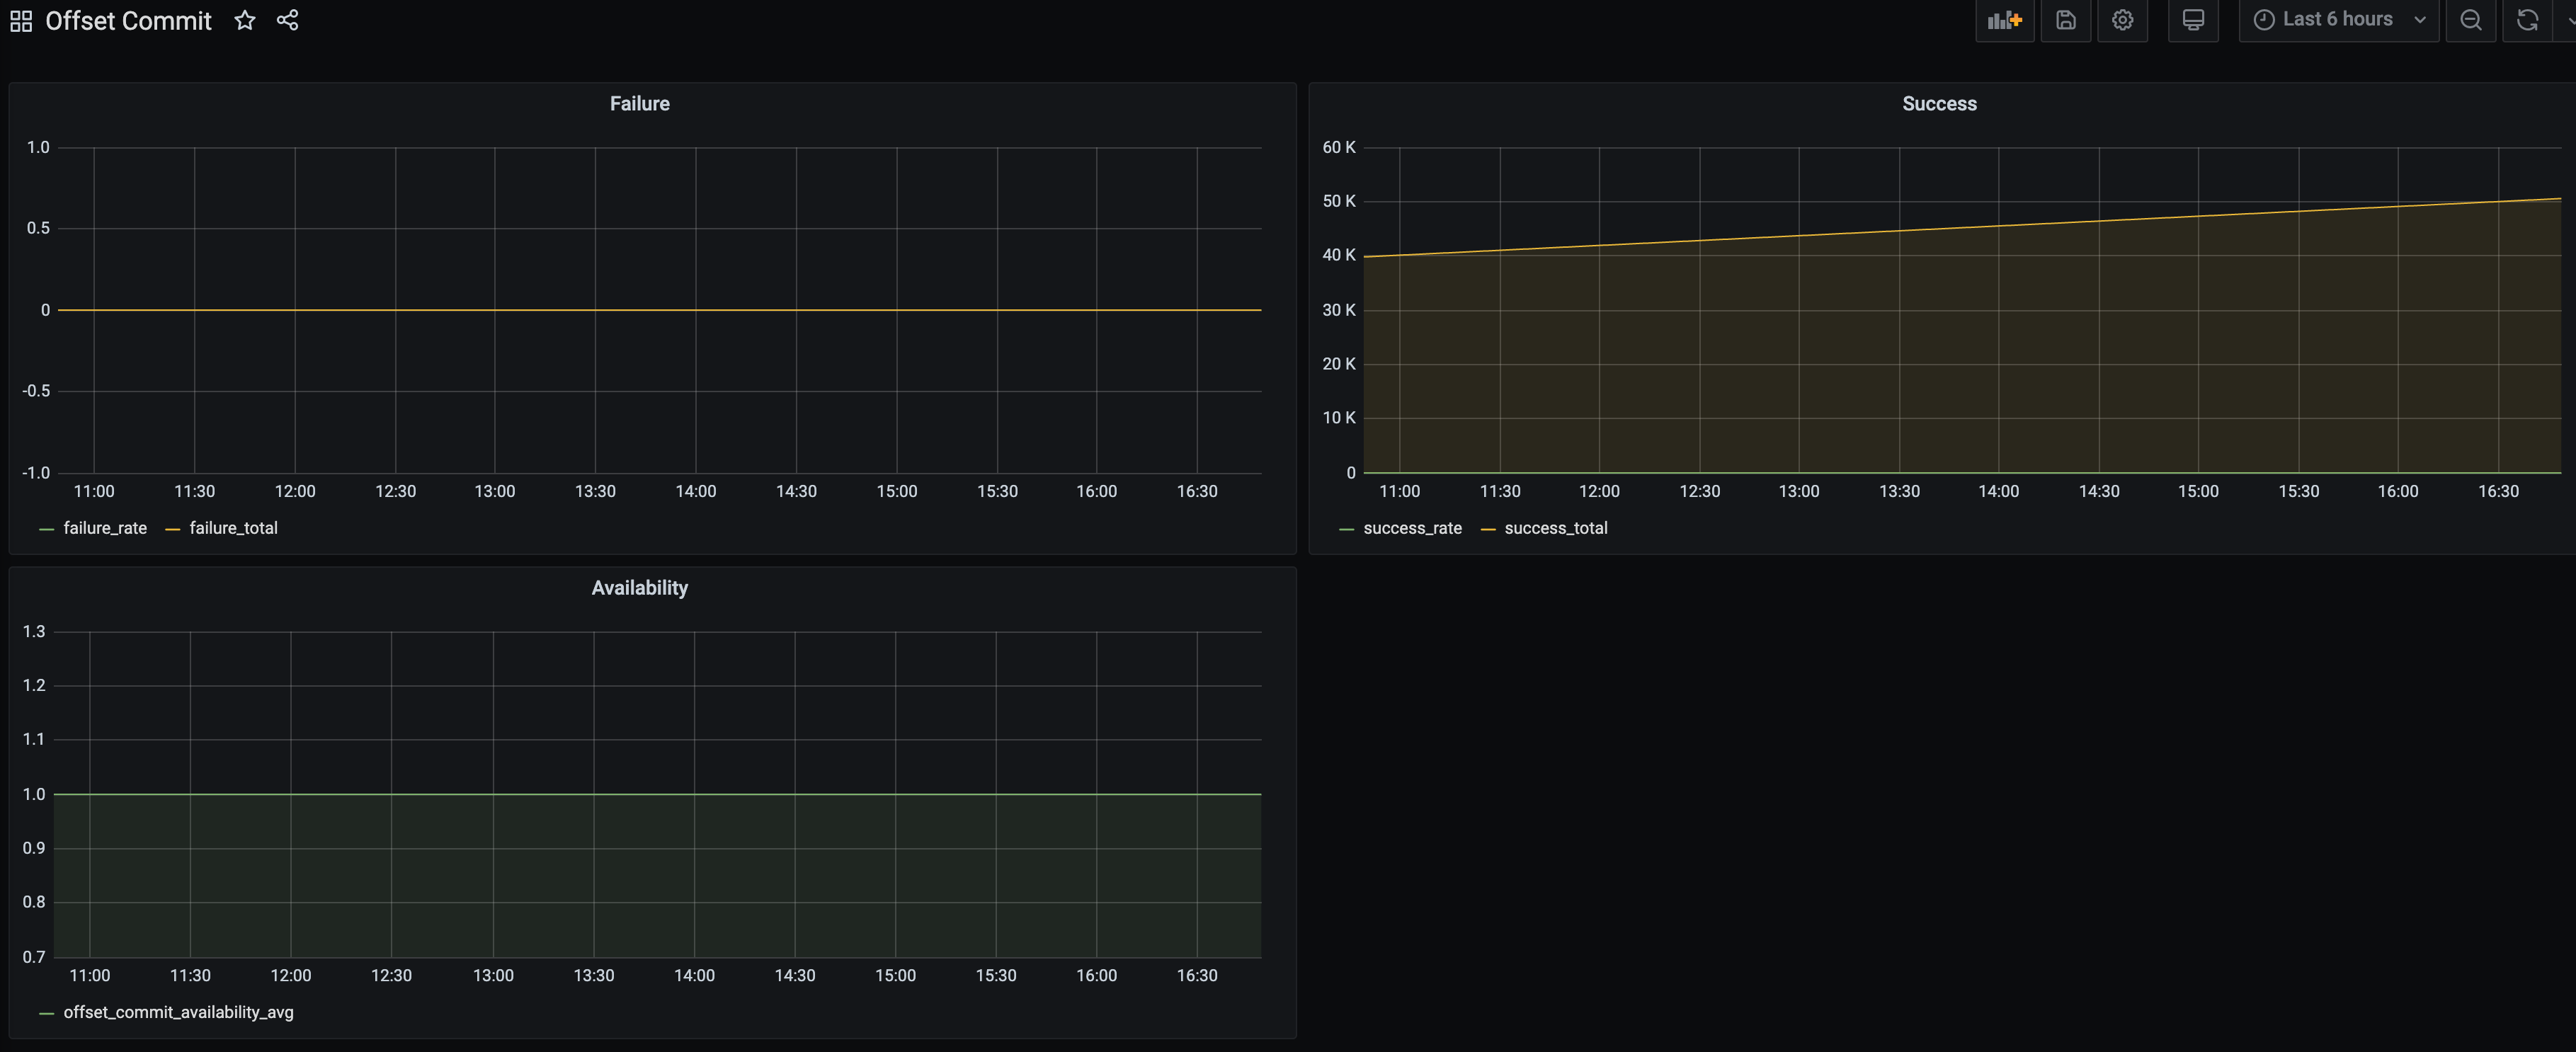 Offset Commit
Last 6 hours
Failure
1.0
0.5
0
-0.5
-1.0
11:00 11:30 12:00 12:30 13:00 13:30 14:00 14:30 15:00 15:30 16:00 16:30
failure_rate failure_total
Success
60 K
50 K
40 K
30 K
20 K
10 K
0
11:00 11:30 12:00 12:30 13:00 13:30 14:00 14:30 15:00 15:30 16:00 16:30
success_rate success_total
Availability
1.3
1.2
1.1
1.0
0.9
0.8
0.7
11:00 11:30 12:00 12:30 13:00 13:30 14:00 14:30 15:00 15:30 16:00 16:30
offset_commit_availability_avg